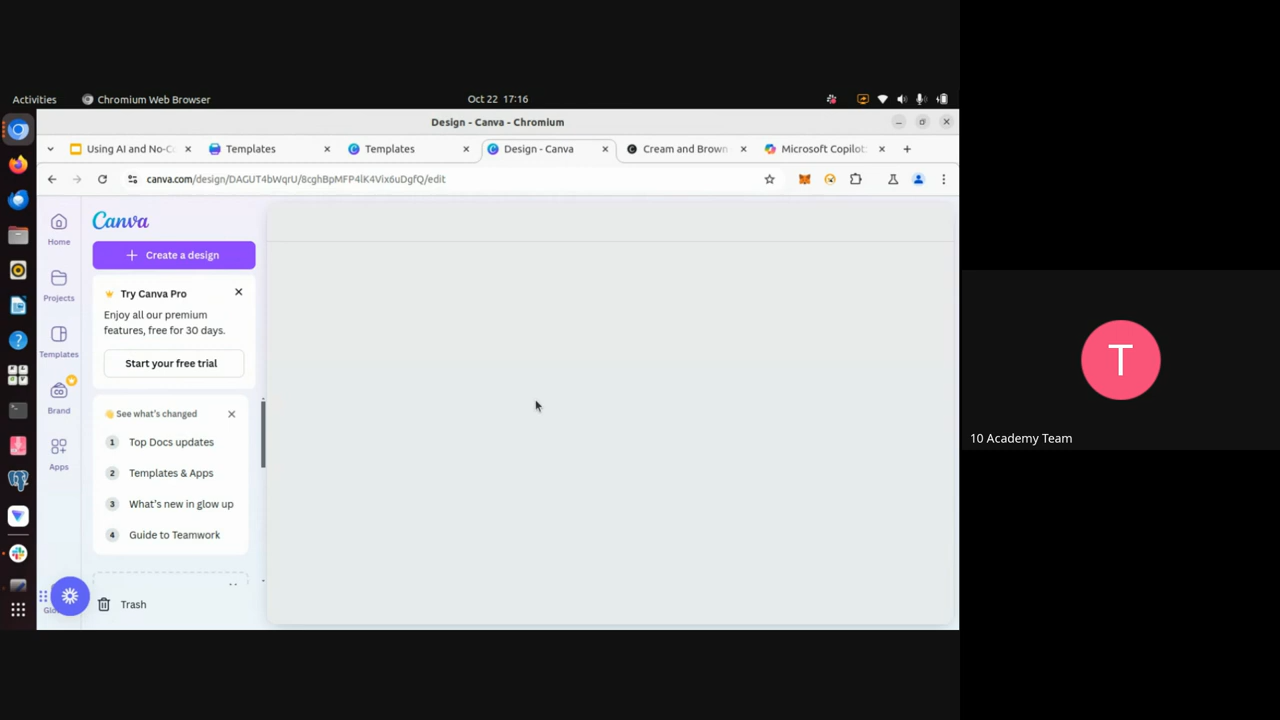 Activities
Chromium Web Browser
Oct 22 17:16
Design - Canva - Chromium
Using AI and No-C
Templates
Templates
Design - Canva
Cream and Brown
Microsoft Copilot:
canva.com/design/DAGUT4bWqrU/8cghBpMFP4lK4Vix6uDgfQ/edit
Canva
Home
Create a design
Projects
Try Canva Pro
Enjoy all our premium
features, free for 30 days.
Start your free trial
Templates
Brand
CO
👋 See what's changed
1 Top Docs updates
2 Templates & Apps
3 What's new in glow up
4 Guide to Teamwork
Apps
Glo
Trash
T
10 Academy Team